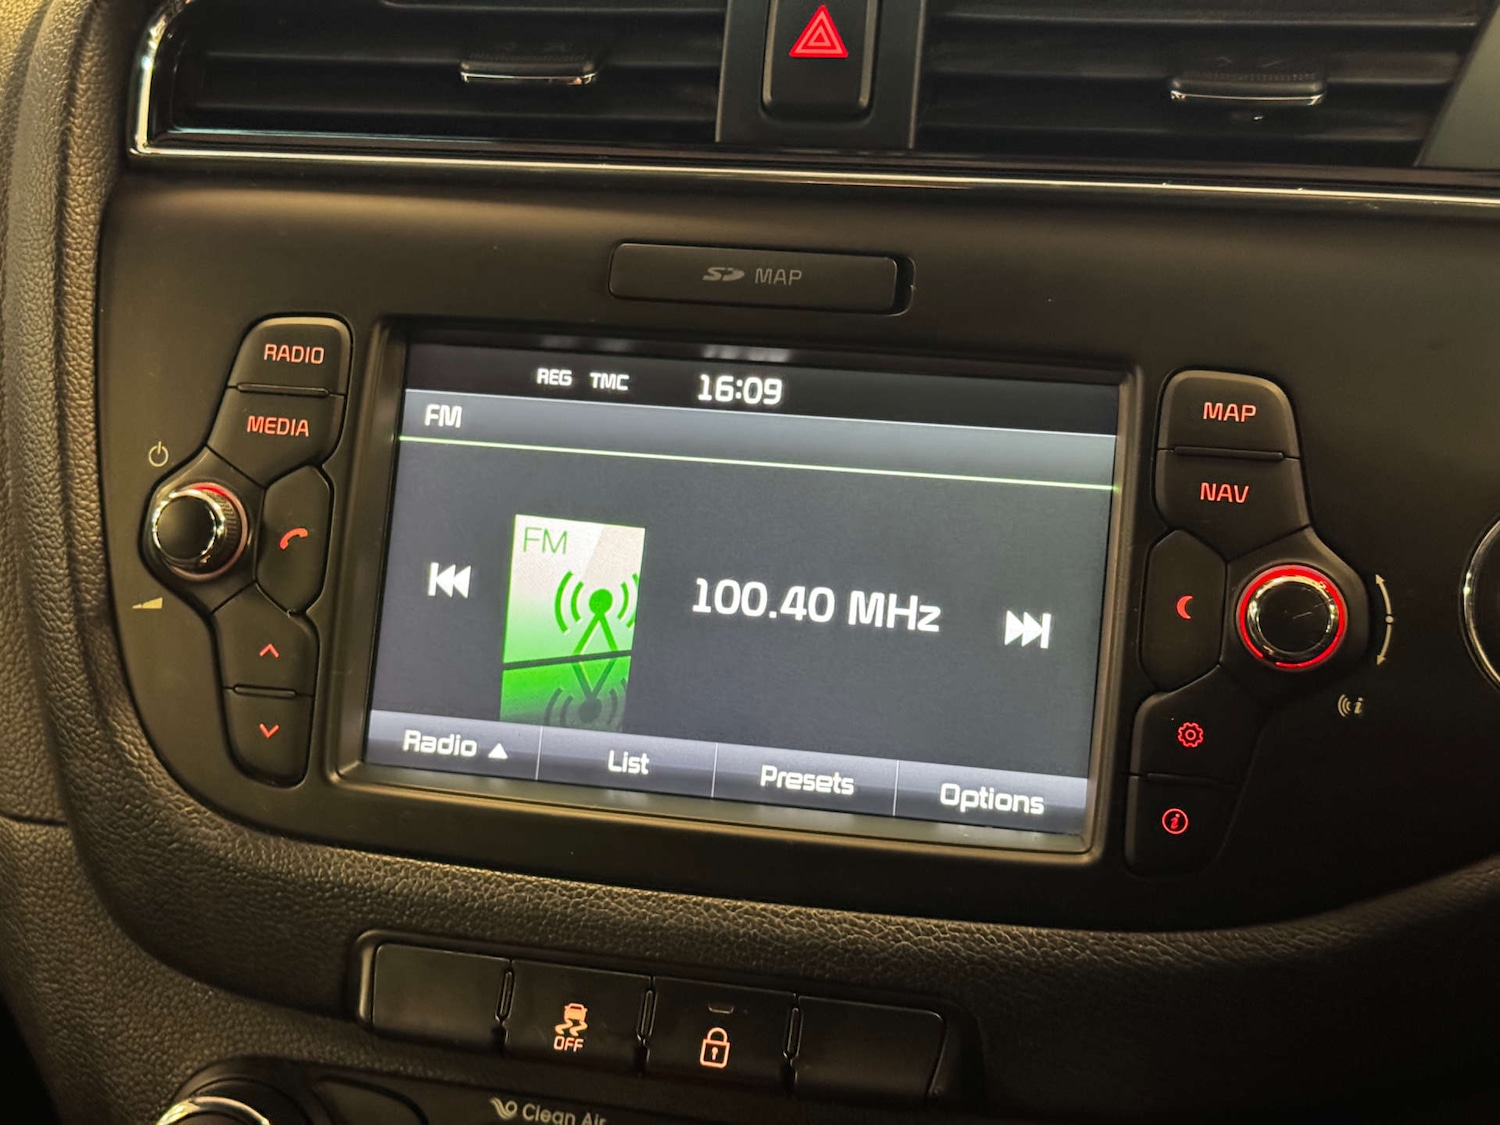 SD MAP
RADIO
MEDIA
REG TMC 16:09
FM
FM
100.40 MHz
Radio List Presets Options
MAP
NAV
i
i
OFF
Clean Air